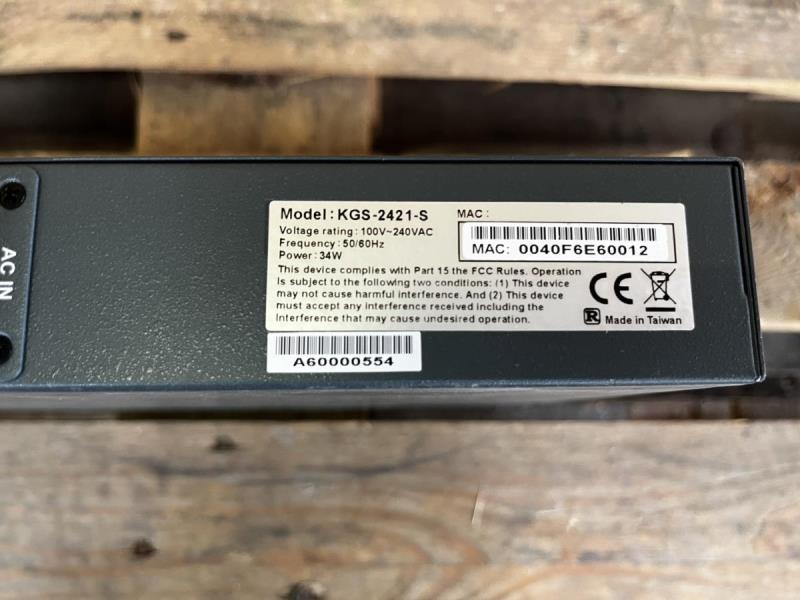 AC IN
Model : KGS-2421-S
Voltage rating : 100V~240VAC
Frequency : 50/60Hz
Power : 34W
MAC :
MAC: 0040F6E60012
This device complies with Part 15 the FCC Rules. Operation
Is subject to the following two conditions: (1) This device
may not cause harmful interference. And (2) This device
must accept any interference received including the
Interference that may cause undesired operation.
CE
R Made in Taiwan
A60000554